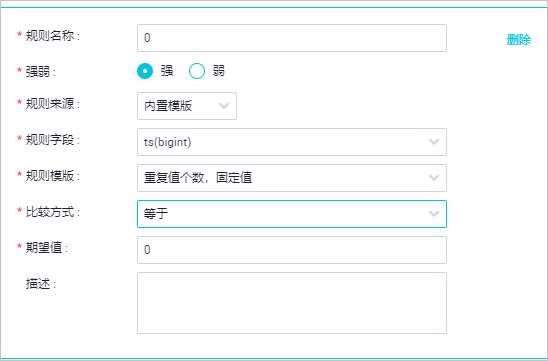 * 规则名称 : 0 删除
* 强弱 : 强 弱
* 规则来源 : 内置模版
* 规则字段 : ts(bigint)
* 规则模版 : 重复值个数，固定值
* 比较方式 : 等于
* 期望值 : 0
描述 :